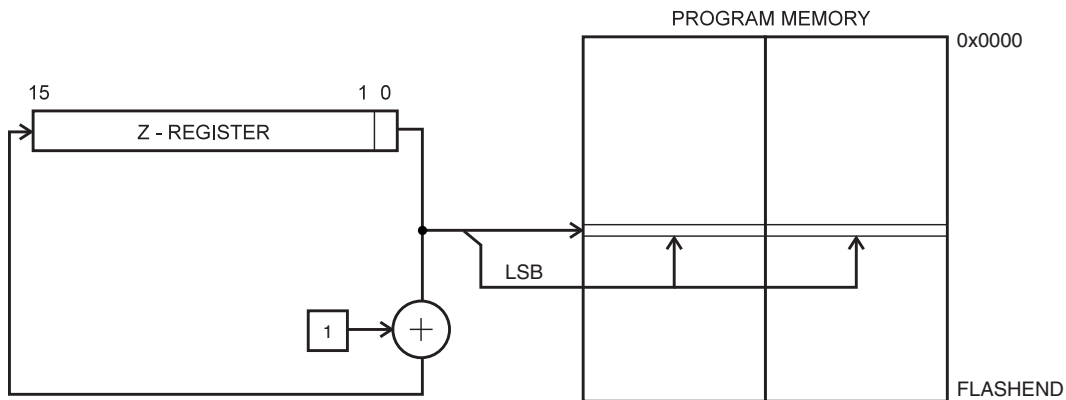 PROGRAM MEMORY
0x0000
15
1 0
Z - REGISTER
LSB
1
+
FLASHEND